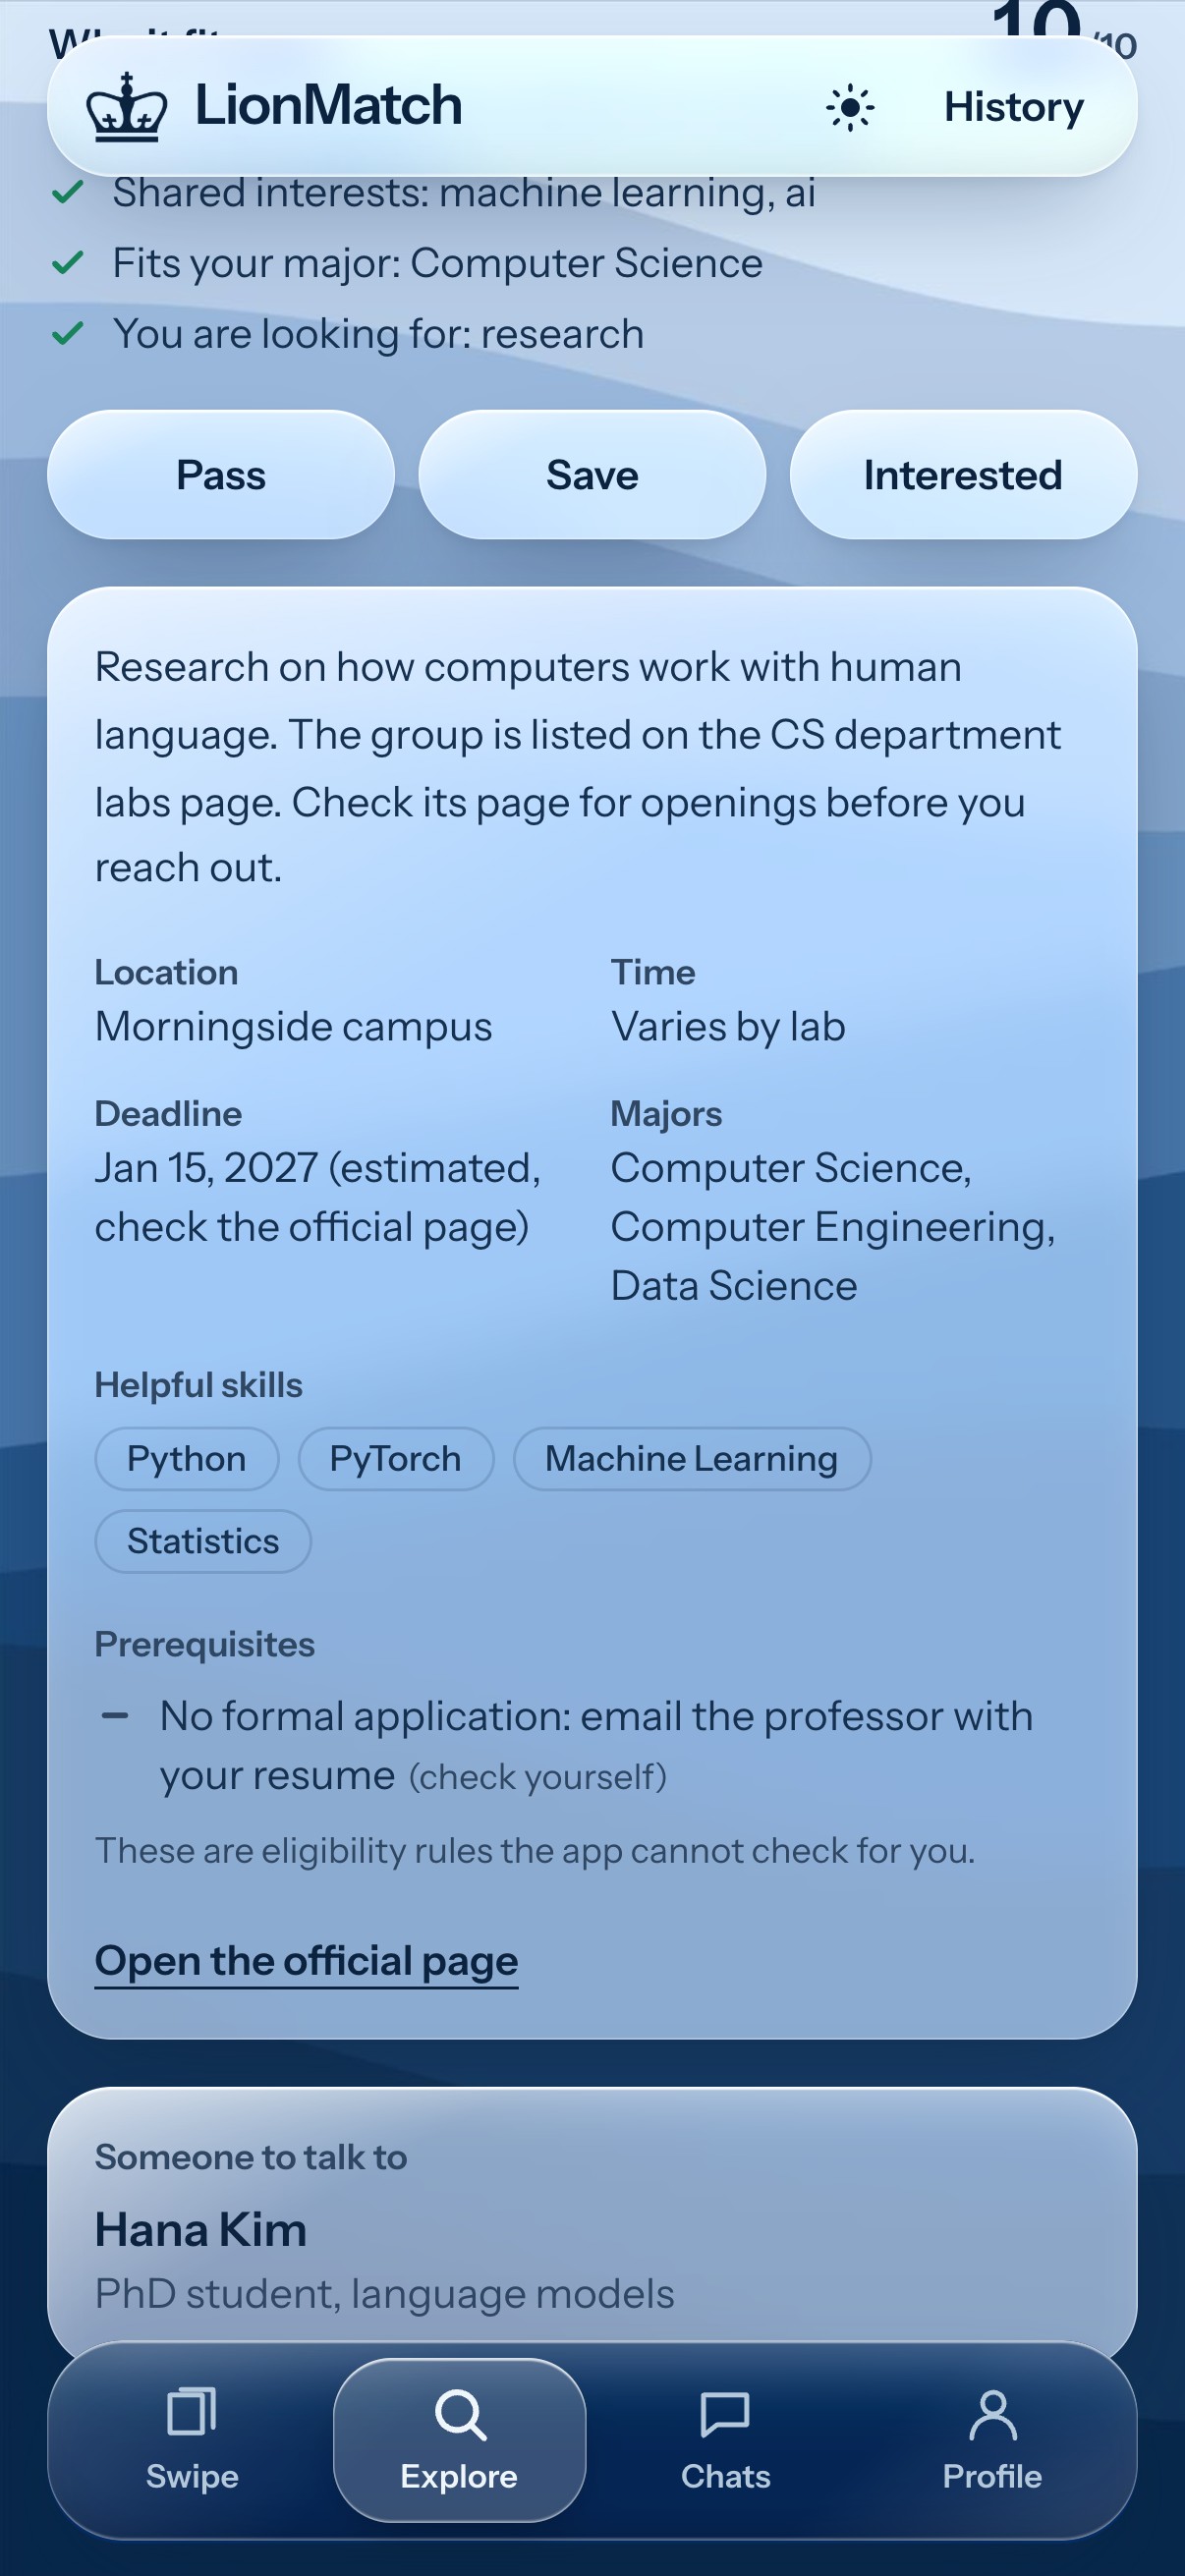 10 /10
LionMatch
History
Shared interests: machine learning, ai
Fits your major: Computer Science
You are looking for: research
Pass
Save
Interested
Research on how computers work with human
language. The group is listed on the CS department
labs page. Check its page for openings before you
reach out.
Location
Morningside campus
Time
Varies by lab
Deadline
Jan 15, 2027 (estimated,
check the official page)
Majors
Computer Science,
Computer Engineering,
Data Science
Helpful skills
Python
PyTorch
Machine Learning
Statistics
Prerequisites
No formal application: email the professor with
your resume (check yourself)
These are eligibility rules the app cannot check for you.
Open the official page
Someone to talk to
Hana Kim
PhD student, language models
Swipe
Explore
Chats
Profile